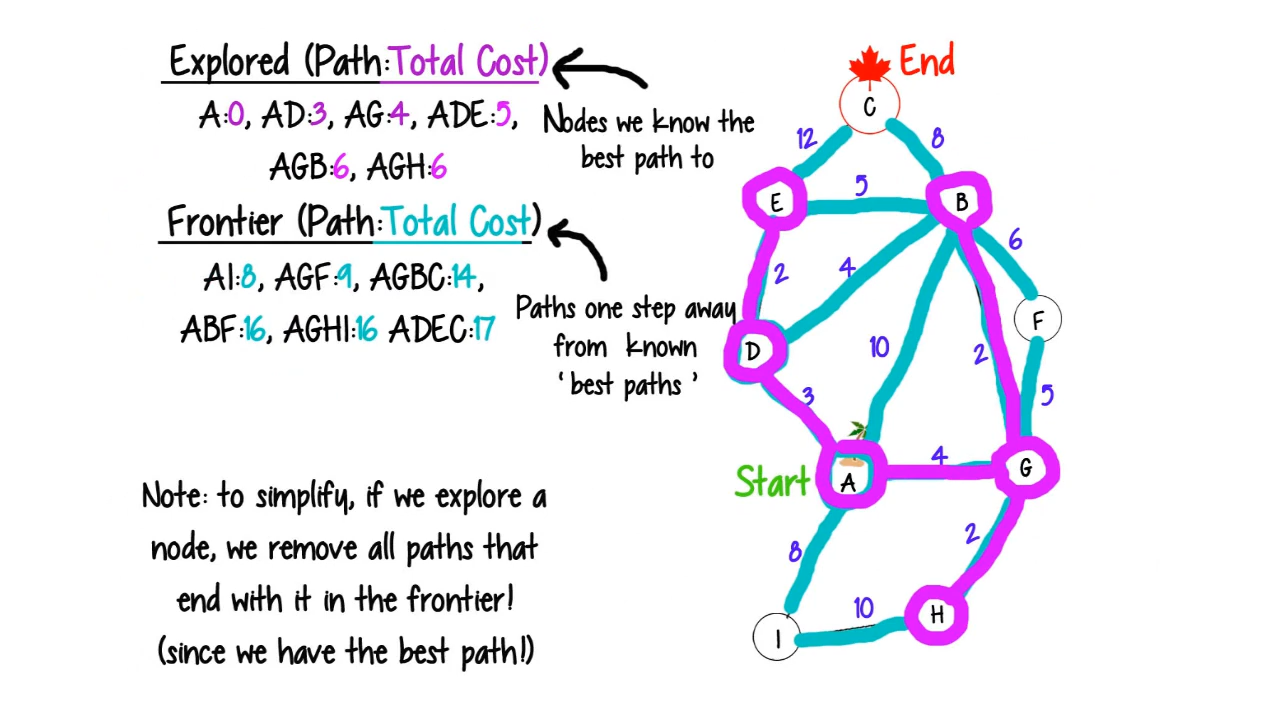 Explored (Path:Total Cost)
A:0, AD:3, AG:4, ADE:5,
AGB:6, AGH:6
Nodes we know the
best path to
Frontier (Path:Total Cost)
AI:8, AGF:9, AGBC:14,
ABF:16, AGHI:16 ADEC:17
Paths one step away
from known
'best paths'
Note: to simplify, if we explore a
node, we remove all paths that
end with it in the frontier!
(since we have the best path!)
End
C
12
8
E
5
B
6
2
4
F
D
10
2
3
5
Start
A
4
G
8
2
I
10
H